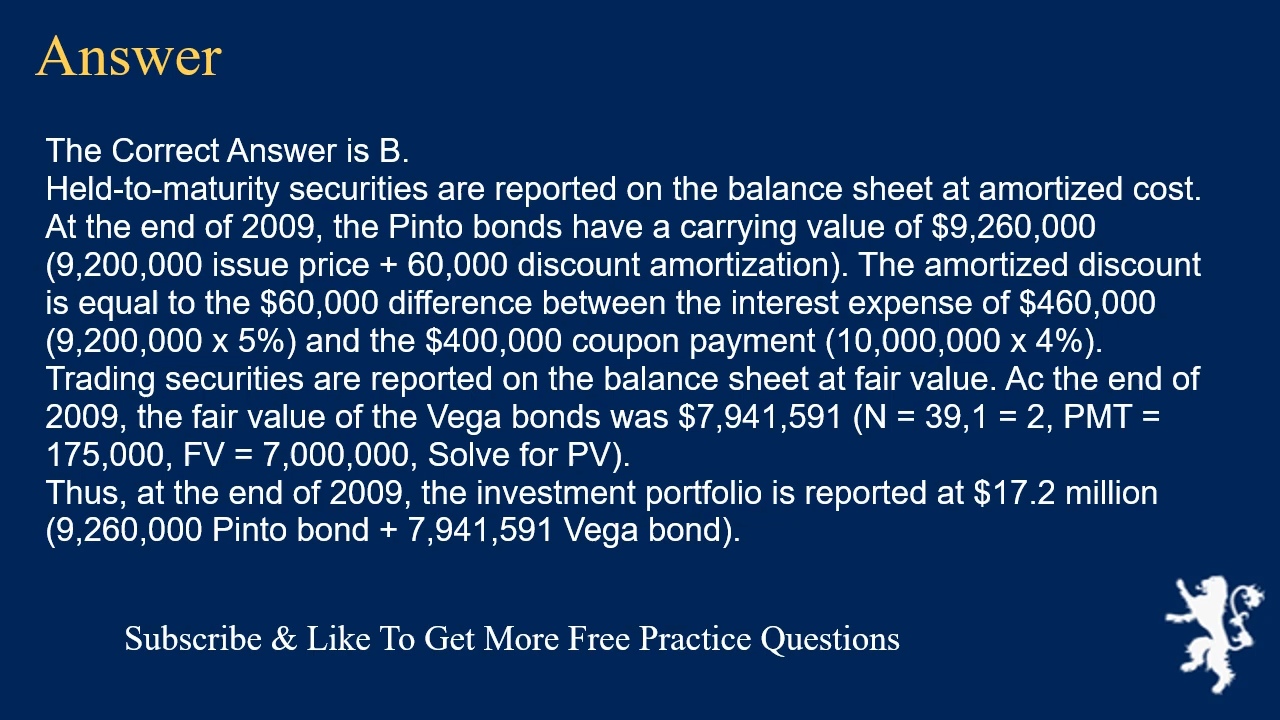 Answer
The Correct Answer is B.
Held-to-maturity securities are reported on the balance sheet at amortized cost.
At the end of 2009, the Pinto bonds have a carrying value of $9,260,000
(9,200,000 issue price + 60,000 discount amortization). The amortized discount
is equal to the $60,000 difference between the interest expense of $460,000
(9,200,000 x 5%) and the $400,000 coupon payment (10,000,000 x 4%).
Trading securities are reported on the balance sheet at fair value. Ac the end of
2009, the fair value of the Vega bonds was $7,941,591 (N = 39,1 = 2, PMT =
175,000, FV = 7,000,000, Solve for PV).
Thus, at the end of 2009, the investment portfolio is reported at $17.2 million
(9,260,000 Pinto bond + 7,941,591 Vega bond).
Subscribe & Like To Get More Free Practice Questions